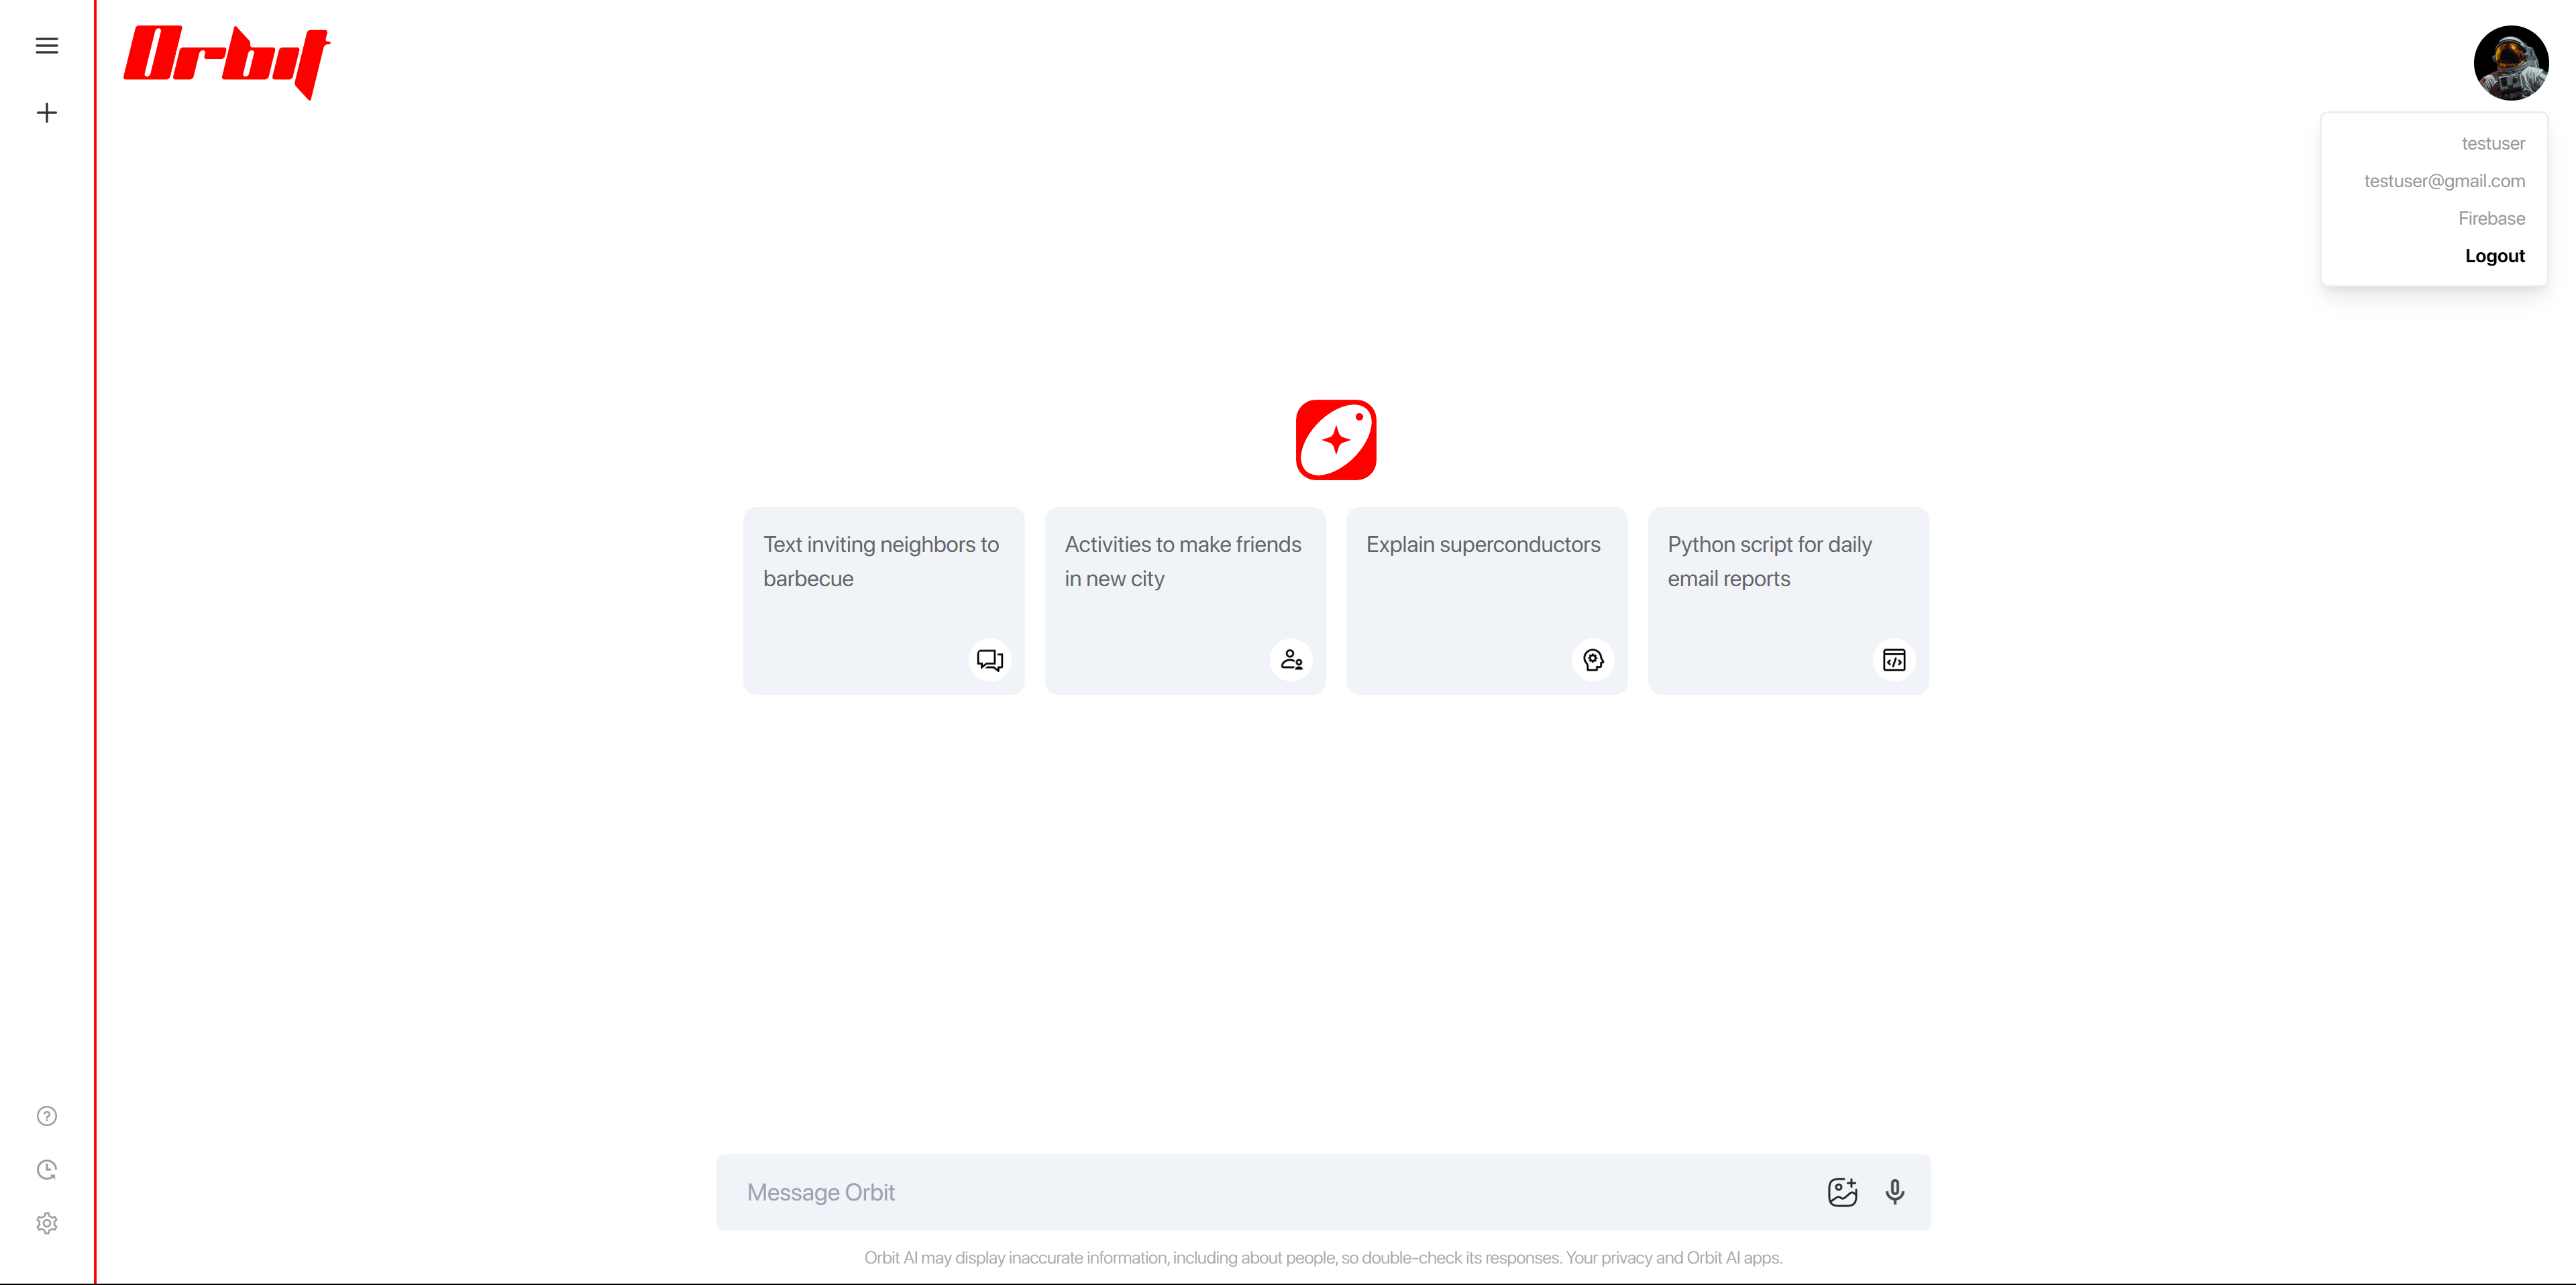 Orbit
testuser
testuser@gmail.com
Firebase
Logout
Text inviting neighbors to
barbecue
Activities to make friends
in new city
Explain superconductors
Python script for daily
email reports
Message Orbit
Orbit AI may display inaccurate information, including about people, so double-check its responses. Your privacy and Orbit AI apps.